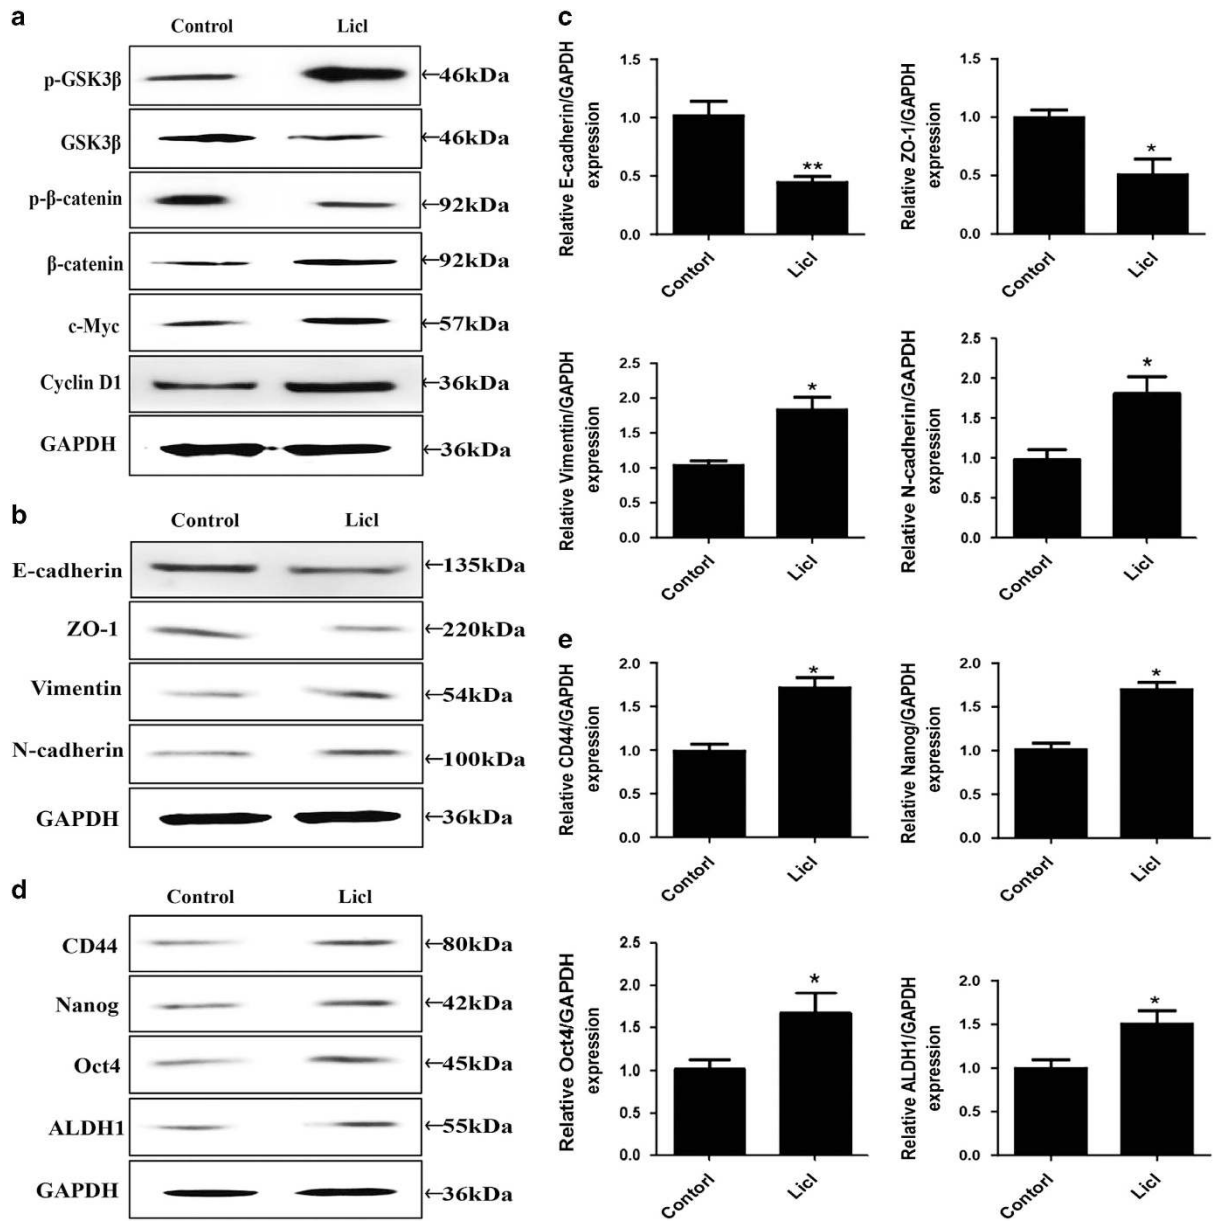 a
Control Licl
p-GSK3β ←46kDa
GSK3β ←46kDa
p-β-catenin ←92kDa
β-catenin ←92kDa
c-Myc ←57kDa
Cyclin D1 ←36kDa
GAPDH ←36kDa
b
Control Licl
E-cadherin ←135kDa
ZO-1 ←220kDa
Vimentin ←54kDa
N-cadherin ←100kDa
GAPDH ←36kDa
d
Control Licl
CD44 ←80kDa
Nanog ←42kDa
Oct4 ←45kDa
ALDH1 ←55kDa
GAPDH ←36kDa
c
Relative E-cadherin/GAPDH
expression
1.5
1.0
0.5
0.0
**
Contorl Licl
Relative ZO-1/GAPDH
expression
1.5
1.0
0.5
0.0
*
Contorl Licl
Relative Vimentin/GAPDH
expression
2.5
2.0
1.5
1.0
0.5
0.0
*
Contorl Licl
Relative N-cadherin/GAPDH
expression
2.5
2.0
1.5
1.0
0.5
0.0
*
Contorl Licl
e
Relative CD44/GAPDH
expression
2.0
1.5
1.0
0.5
0.0
*
Contorl Licl
Relative Nanog/GAPDH
expression
2.0
1.5
1.0
0.5
0.0
*
Contorl Licl
Relative Oct4/GAPDH
expression
2.5
2.0
1.5
1.0
0.5
0.0
*
Contorl Licl
Relative ALDH1/GAPDH
expression
2.0
1.5
1.0
0.5
0.0
*
Contorl Licl